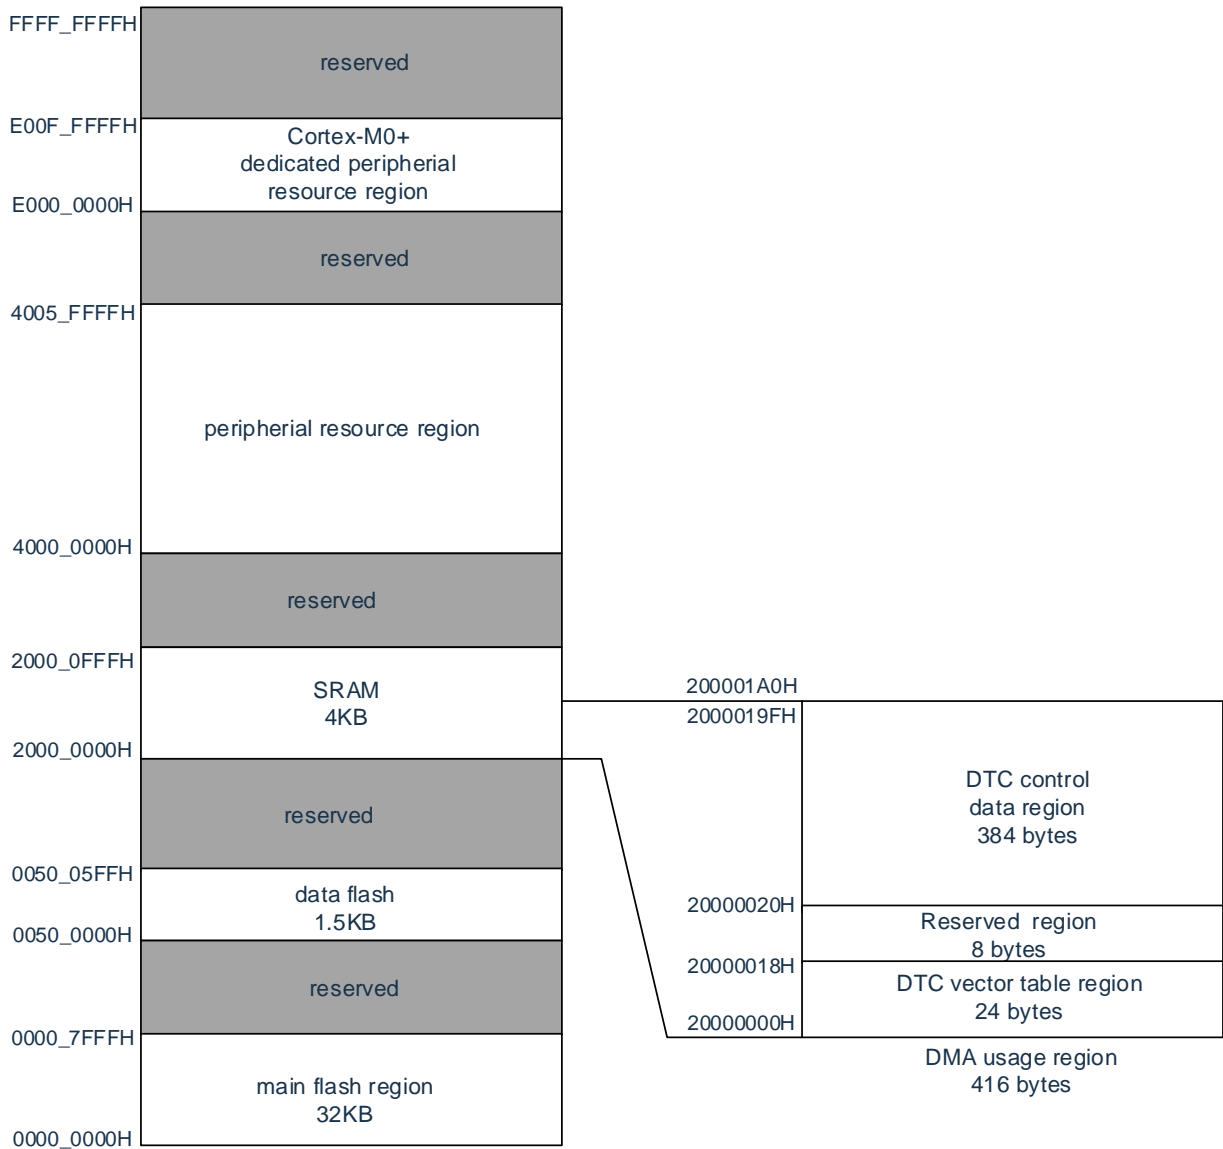 FFFF_FFFFH
reserved
E00F_FFFFH
Cortex-M0+
dedicated peripherial
resource region
E000_0000H
reserved
4005_FFFFH
peripherial resource region
4000_0000H
reserved
2000_0FFFH
SRAM
4KB
2000_0000H
reserved
0050_05FFH
data flash
1.5KB
0050_0000H
reserved
0000_7FFFH
main flash region
32KB
0000_0000H
200001A0H
2000019FH
DTC control
data region
384 bytes
20000020H
Reserved region
8 bytes
20000018H
DTC vector table region
24 bytes
20000000H
DMA usage region
416 bytes